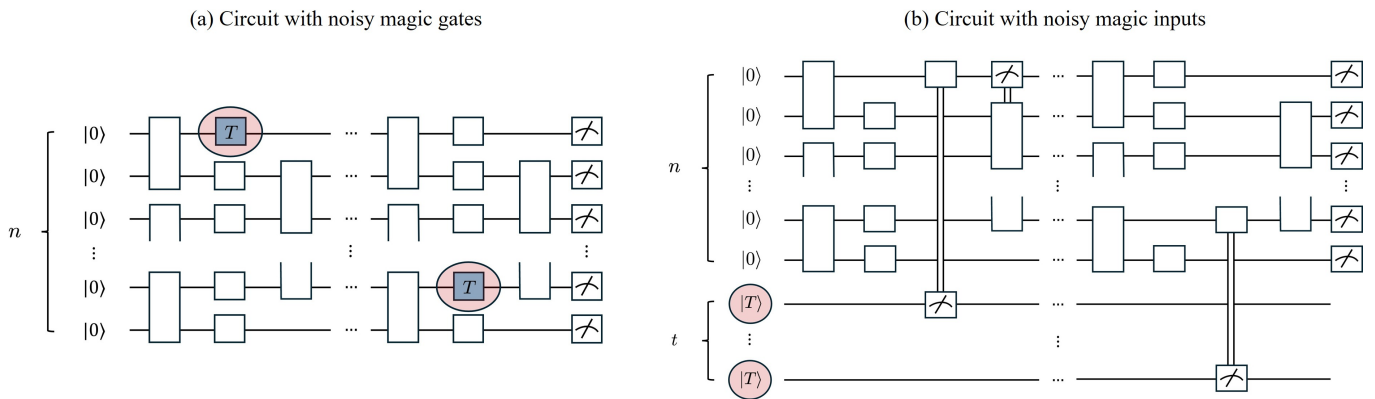 (a) Circuit with noisy magic gates
|0⟩ T ...
|0⟩ ...
n |0⟩ ...
⋮ ⋮ ⋮
|0⟩ ... T
|0⟩ ...
(b) Circuit with noisy magic inputs
|0⟩ ...
|0⟩ ...
|0⟩ ...
n ⋮ ⋮ ⋮
|0⟩ ...
|0⟩ ...
|T⟩ ...
t ⋮ ⋮
|T⟩ ...